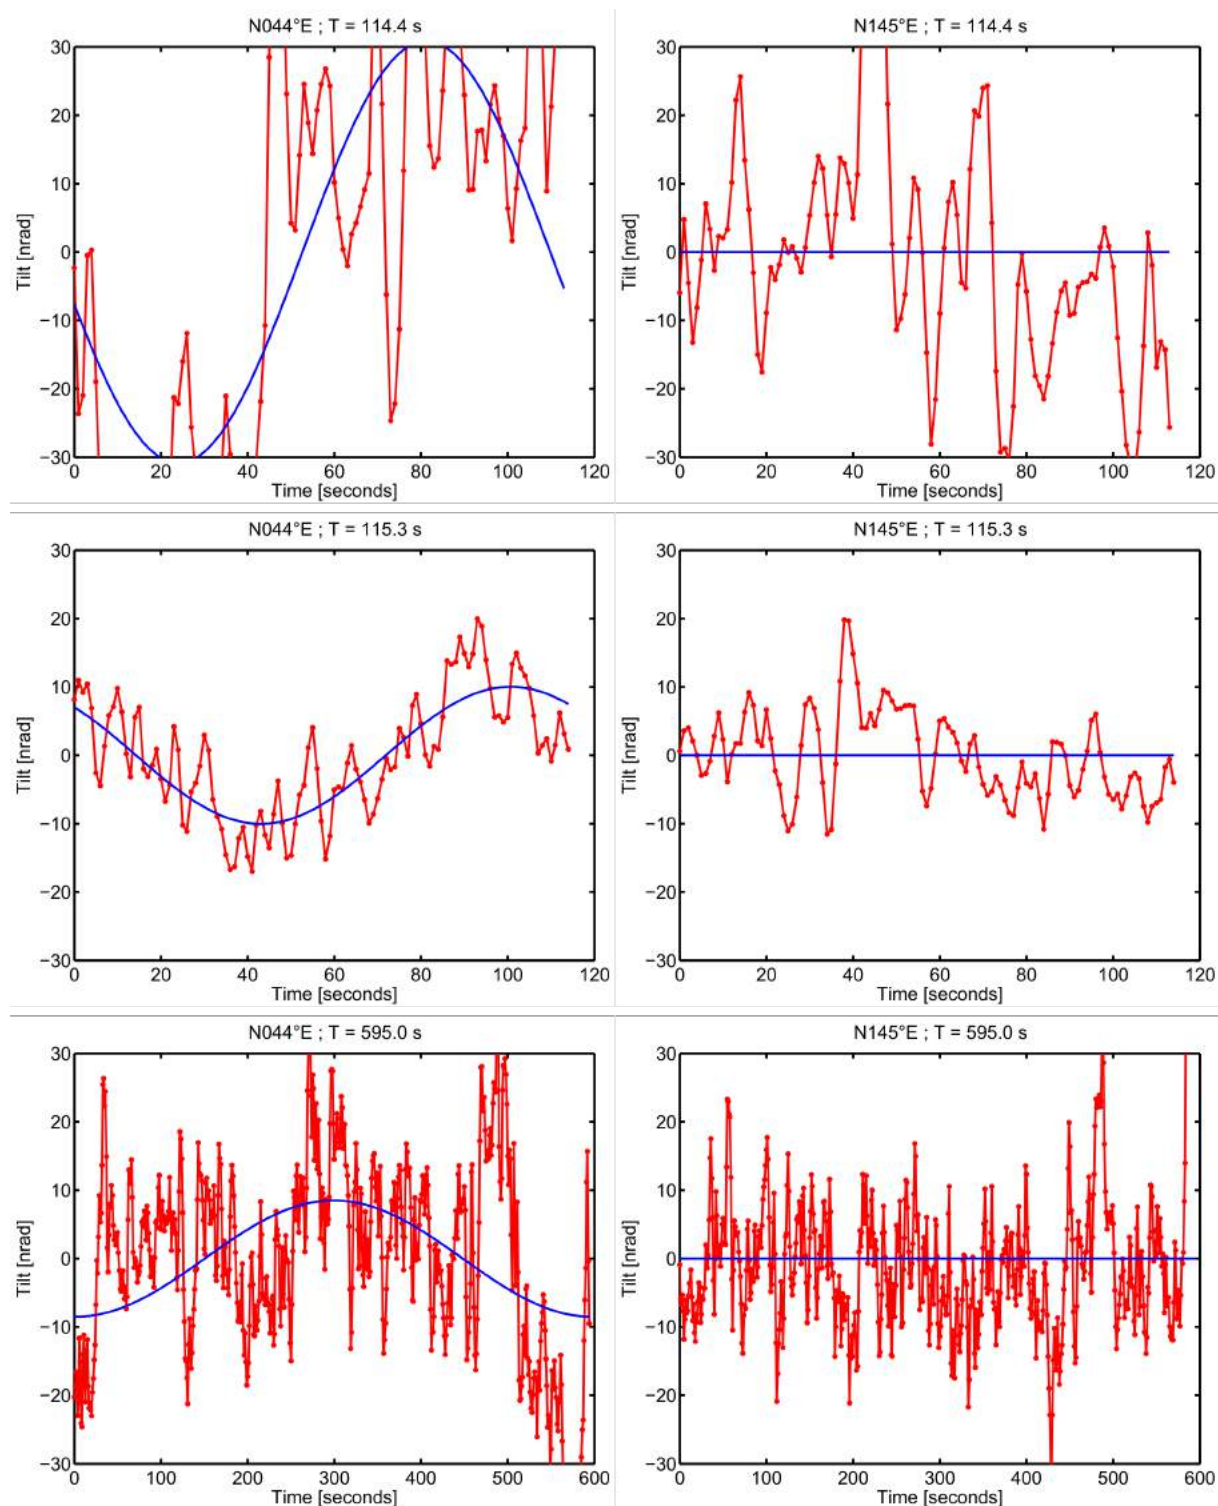 N044°E ; T = 114.4 s
30
20
10
0
−10
−20
−30
0 20 40 60 80 100 120
Tilt [nrad]
Time [seconds]
N145°E ; T = 114.4 s
30
20
10
0
−10
−20
−30
0 20 40 60 80 100 120
Tilt [nrad]
Time [seconds]
N044°E ; T = 115.3 s
30
20
10
0
−10
−20
−30
0 20 40 60 80 100 120
Tilt [nrad]
Time [seconds]
N145°E ; T = 115.3 s
30
20
10
0
−10
−20
−30
0 20 40 60 80 100 120
Tilt [nrad]
Time [seconds]
N044°E ; T = 595.0 s
30
20
10
0
−10
−20
−30
0 100 200 300 400 500 600
Tilt [nrad]
Time [seconds]
N145°E ; T = 595.0 s
30
20
10
0
−10
−20
−30
0 100 200 300 400 500 600
Tilt [nrad]
Time [seconds]